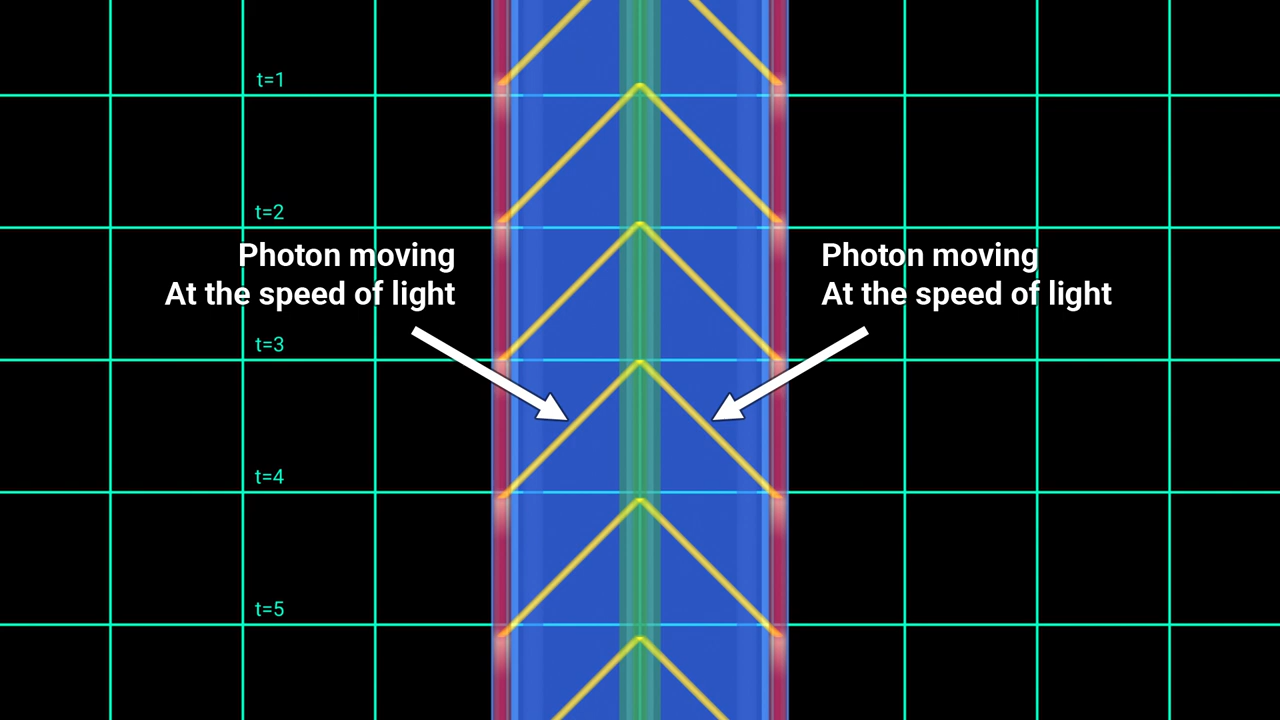 t=1
t=2
Photon moving
At the speed of light
Photon moving
At the speed of light
t=3
t=4
t=5